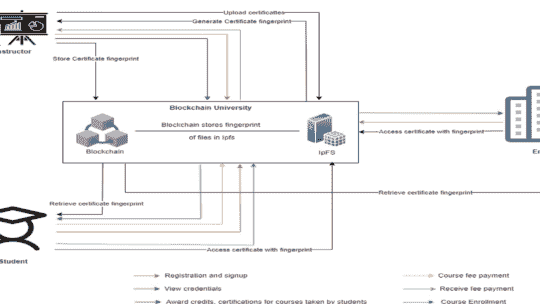 Upload certificaties
Generate Certificate fingerprint
nstructor
Store Certificate fingerprint
Blockchain University
Blockchain stores fingerprint
of files in ipfs
Blockchain
IpFS
Access certificate with fingerprint
En
Retrieve certificate fingerprint
Retrieve certificate fingerprint
Access certificate with fingerprint
Student
Registration and signup
Course fee payment
View credentials
Receive fee payment
Award credits, certifications for courses taken by students
Course Enrollment